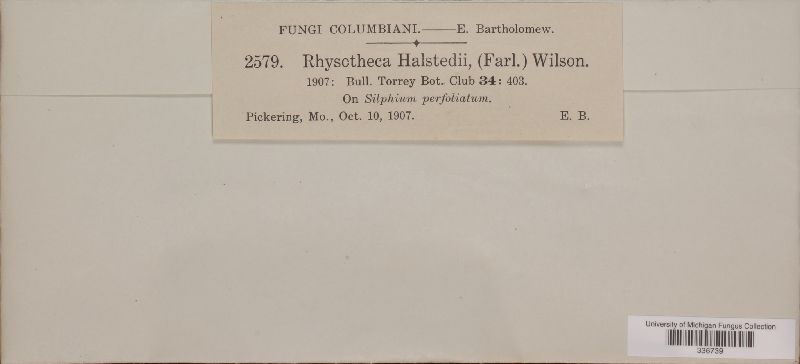 FUNGI COLUMBIANI.——E. Bartholomew.
2579. Rhysotheca Halstedii, (Farl.) Wilson.
1907: Bull. Torrey Bot. Club 34: 403.
On Silphium perfoliatum.
Pickering, Mo., Oct. 10, 1907. E. B.
University of Michigan Fungus Collection
336739